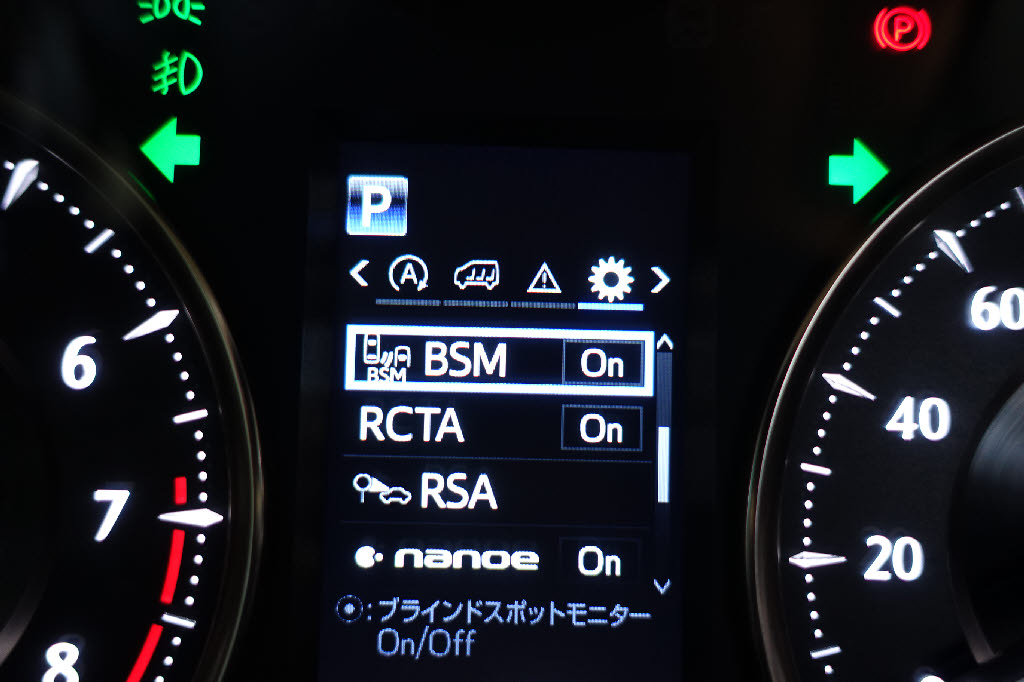 P
P
A
BSM BSM On
RCTA On
RSA
nanoe On
:ブラインドスポットモニター
On/Off
6
7
8
60
40
20